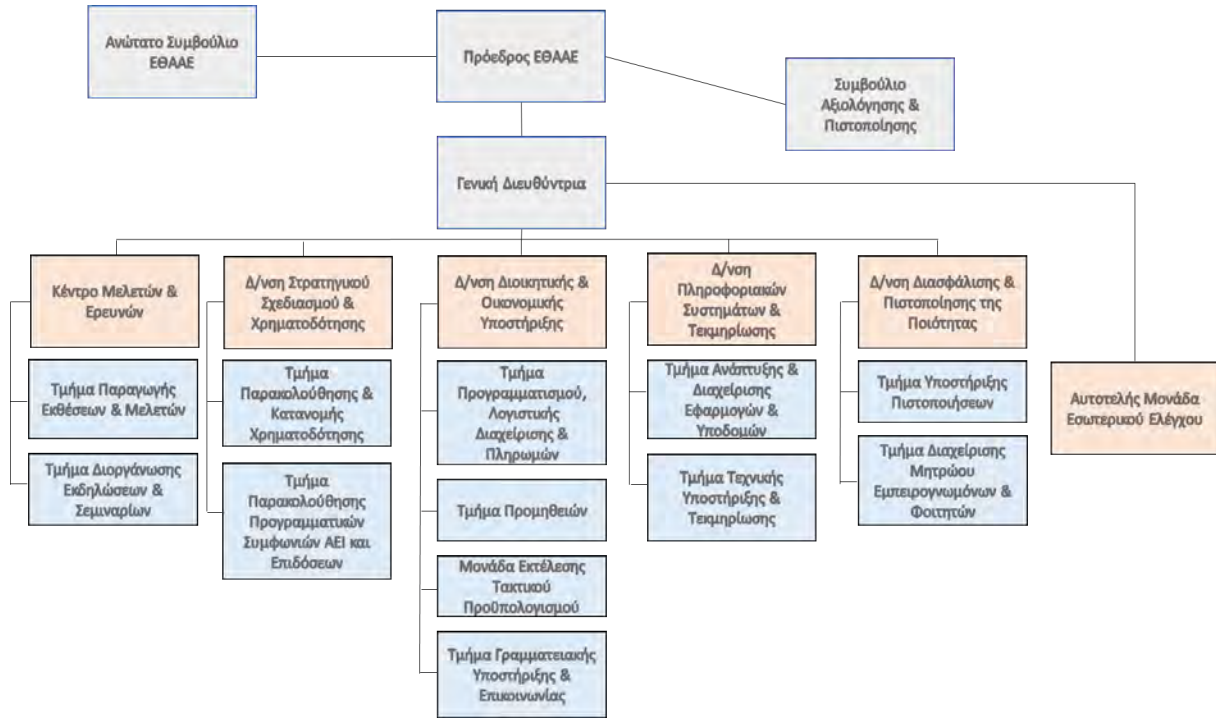 Ανώτατο Συμβούλιο
ΕΘΑΑΕ
Πρόεδρος ΕΘΑΑΕ
Συμβούλιο
Αξιολόγησης &
Πιστοποίησης
Γενική Διευθύντρια
Κέντρο Μελετών &
Ερευνών
Δ/νση Στρατηγικού
Σχεδιασμού &
Χρηματοδότησης
Δ/νση Διοικητικής &
Οικονομικής
Υποστήριξης
Δ/νση
Πληροφοριακών
Συστημάτων &
Τεκμηρίωσης
Δ/νση Διασφάλισης &
Πιστοποίησης της
Ποιότητας
Αυτοτελής Μονάδα
Εσωτερικού Ελέγχου
Τμήμα Παραγωγής
Εκθέσεων & Μελετών
Τμήμα Διοργάνωσης
Εκδηλώσεων &
Σεμιναρίων
Τμήμα
Παρακολούθησης &
Κατανομής
Χρηματοδότησης
Τμήμα
Παρακολούθησης
Προγραμματικών
Συμφωνιών ΑΕΙ και
Επιδόσεων
Τμήμα
Προγραμματισμού,
Λογιστικής
Διαχείρισης &
Πληρωμών
Τμήμα Προμηθειών
Μονάδα Εκτέλεσης
Τακτικού
Προϋπολογισμού
Τμήμα Γραμματειακής
Υποστήριξης &
Επικοινωνίας
Τμήμα Ανάπτυξης &
Διαχείρισης
Εφαρμογών &
Υποδομών
Τμήμα Τεχνικής
Υποστήριξης &
Τεκμηρίωσης
Τμήμα Υποστήριξης
Πιστοποιήσεων
Τμήμα Διαχείρισης
Μητρώου
Εμπειρογνωμόνων &
Φοιτητών